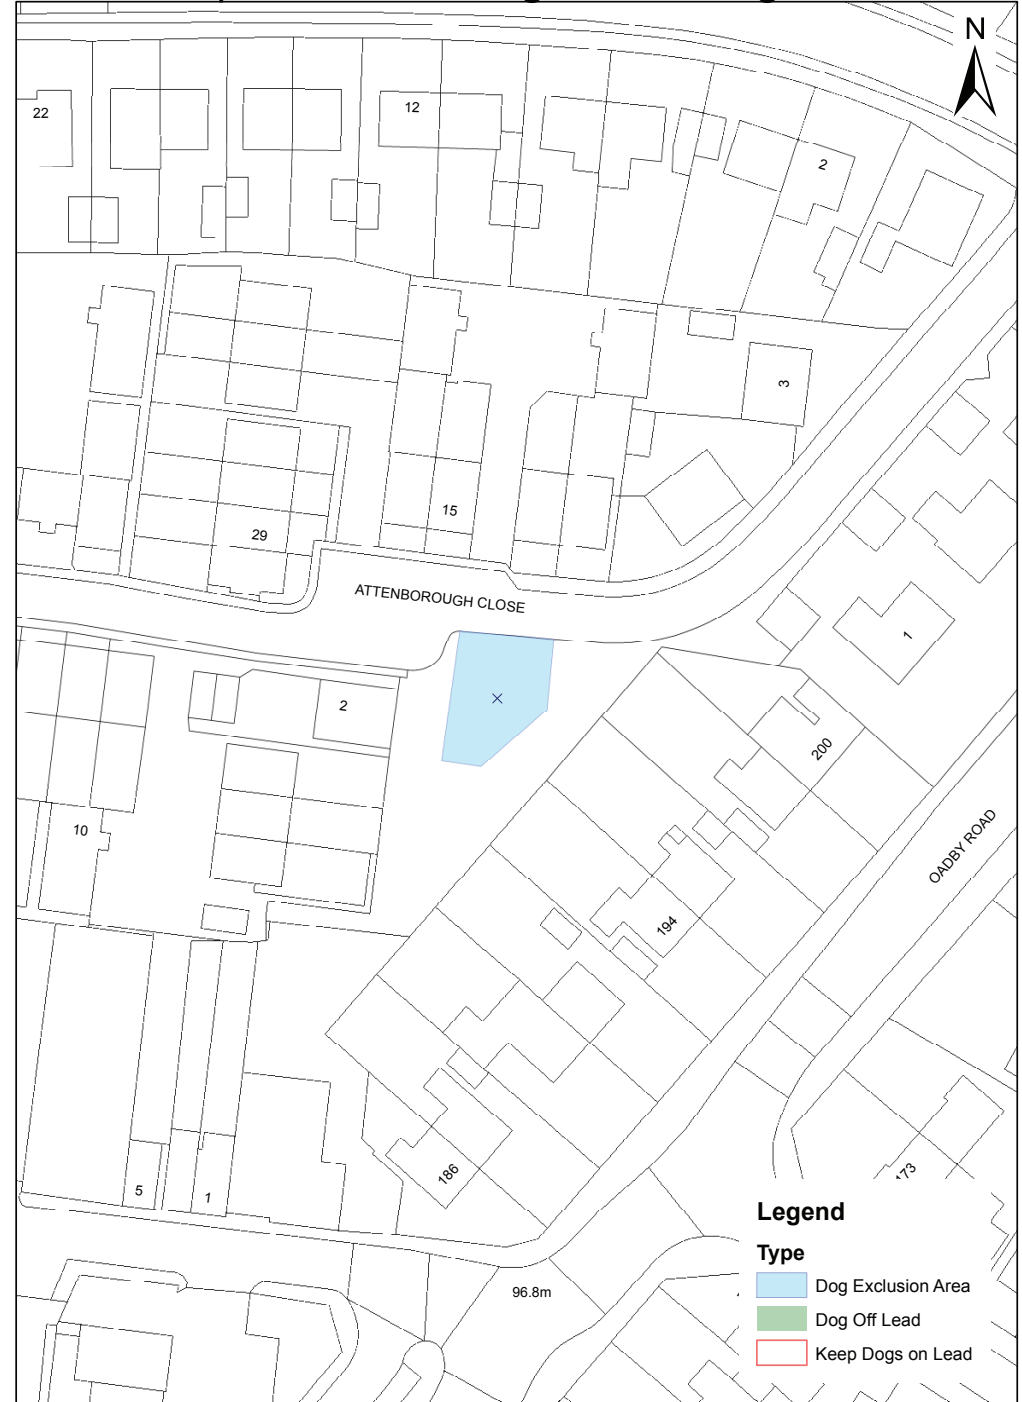 N
22
12
2
3
15
29
ATTENBOROUGH CLOSE
1
2
200
10
OADBY ROAD
194
186
173
5
1
96.8m
Legend
Type
Dog Exclusion Area
Dog Off Lead
Keep Dogs on Lead